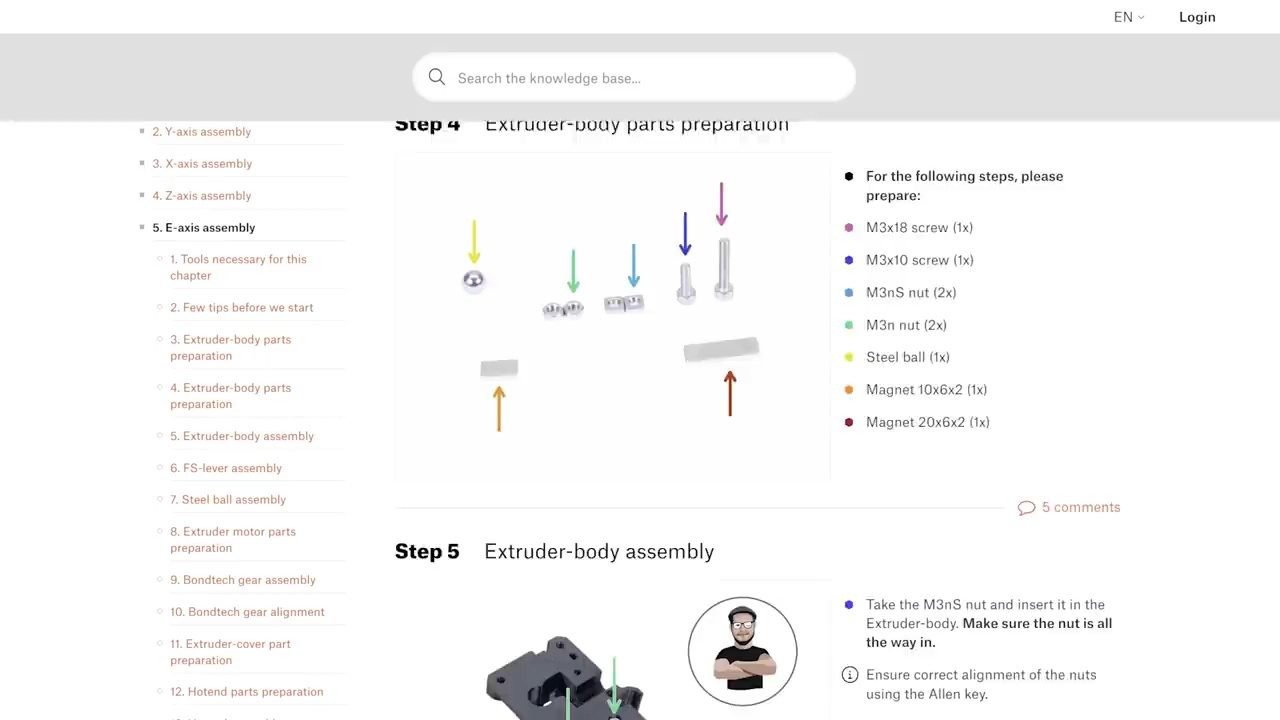 EN
Login
Search the knowledge base...
2. Y-axis assembly
3. X-axis assembly
4. Z-axis assembly
5. E-axis assembly
1. Tools necessary for this
chapter
2. Few tips before we start
3. Extruder-body parts
preparation
4. Extruder-body parts
preparation
5. Extruder-body assembly
6. FS-lever assembly
7. Steel ball assembly
8. Extruder motor parts
preparation
9. Bondtech gear assembly
10. Bondtech gear alignment
11. Extruder-cover part
preparation
12. Hotend parts preparation
Step 4 Extruder-body parts preparation
For the following steps, please
prepare:
M3x18 screw (1x)
M3x10 screw (1x)
M3nS nut (2x)
M3n nut (2x)
Steel ball (1x)
Magnet 10x6x2 (1x)
Magnet 20x6x2 (1x)
5 comments
Step 5 Extruder-body assembly
Take the M3nS nut and insert it in the
Extruder-body. Make sure the nut is all
the way in.
Ensure correct alignment of the nuts
using the Allen key.